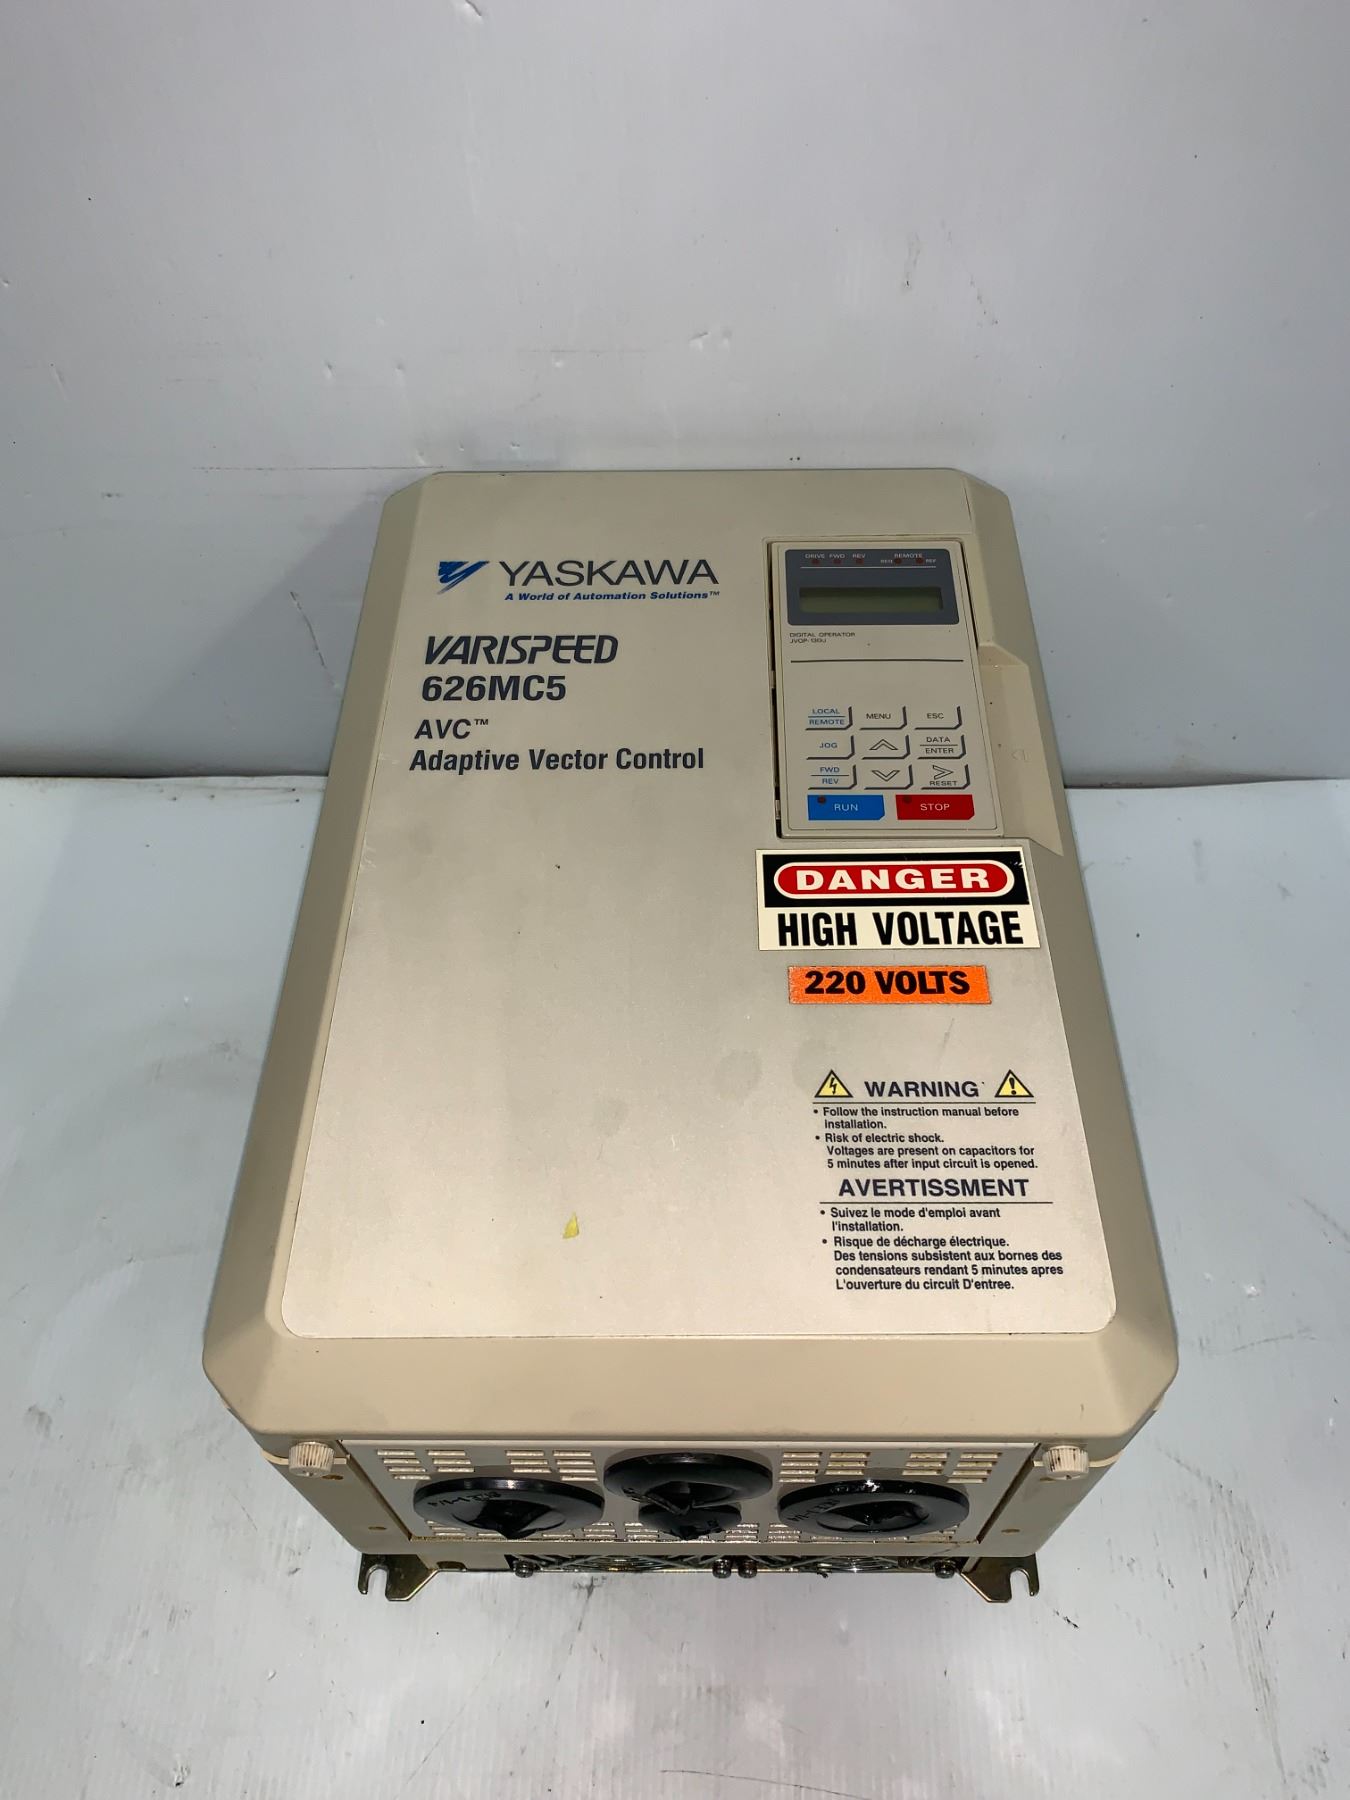 YASKAWA
A World of Automation Solutions™
VARISPEED
626MC5
AVC™
Adaptive Vector Control
DRIVE FWD REV REMOTE
SEQ REF
DIGITAL OPERATOR
JVOP-130J
LOCAL
REMOTE
MENU
ESC
JOG
DATA
ENTER
FWD
REV
RESET
RUN
STOP
DANGER
HIGH VOLTAGE
220 VOLTS
WARNING
• Follow the instruction manual before
installation.
• Risk of electric shock.
Voltages are present on capacitors for
5 minutes after input circuit is opened.
AVERTISSMENT
• Suivez le mode d'emploi avant
l'installation.
• Risque de décharge électrique.
Des tensions subsistent aux bornes des
condensateurs rendant 5 minutes apres
L'ouverture du circuit D'entree.